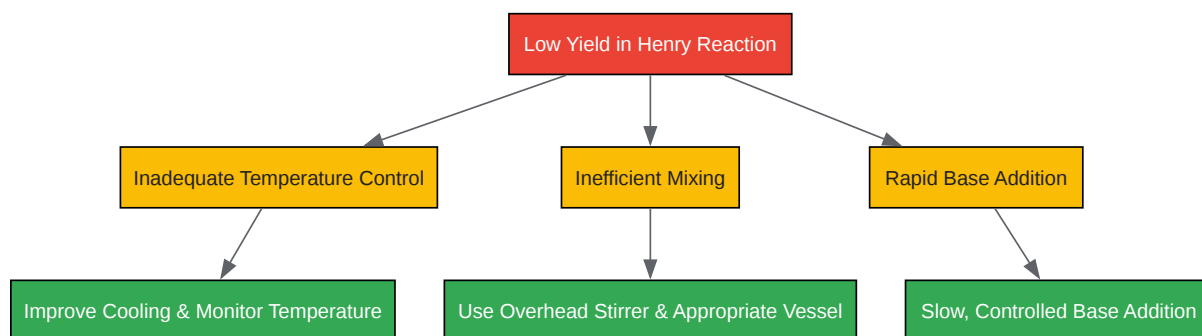 Low Yield in Henry Reaction
Inadequate Temperature Control
Inefficient Mixing
Rapid Base Addition
Improve Cooling & Monitor Temperature
Use Overhead Stirrer & Appropriate Vessel
Slow, Controlled Base Addition